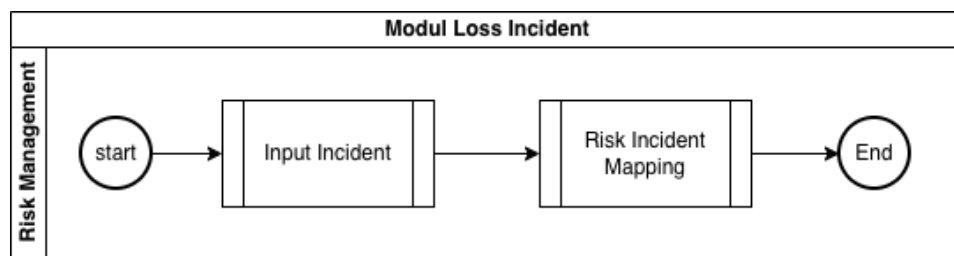 Modul Loss Incident
Risk Management
start
Input Incident
Risk Incident
Mapping
End